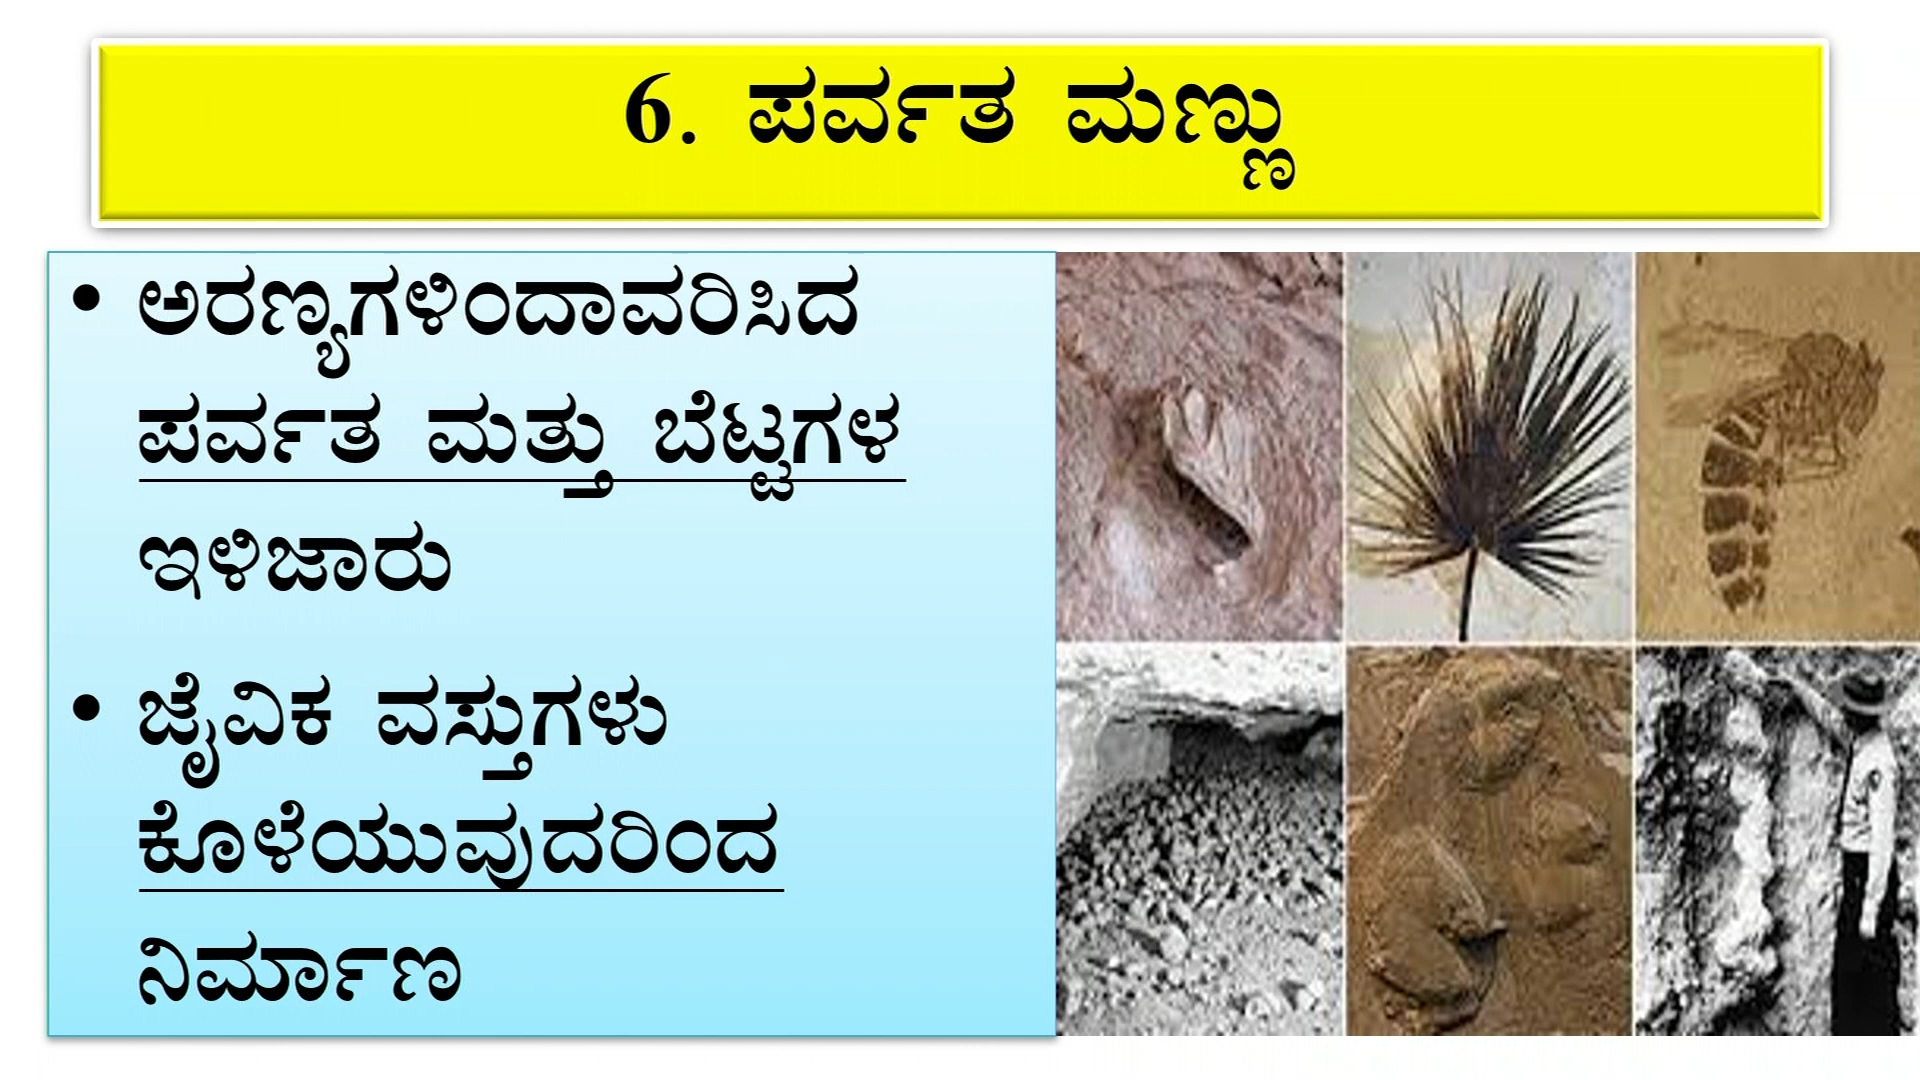 6. ಪರ್ವತ ಮಣ್ಣು
• ಅರಣ್ಯಗಳಿಂದಾವರಿಸಿದ
ಪರ್ವತ ಮತ್ತು ಬೆಟ್ಟಗಳ
ಇಳಿಜಾರು
• ಜೈವಿಕ ವಸ್ತುಗಳು
ಕೊಳೆಯುವುದರಿಂದ
ನಿರ್ಮಾಣ